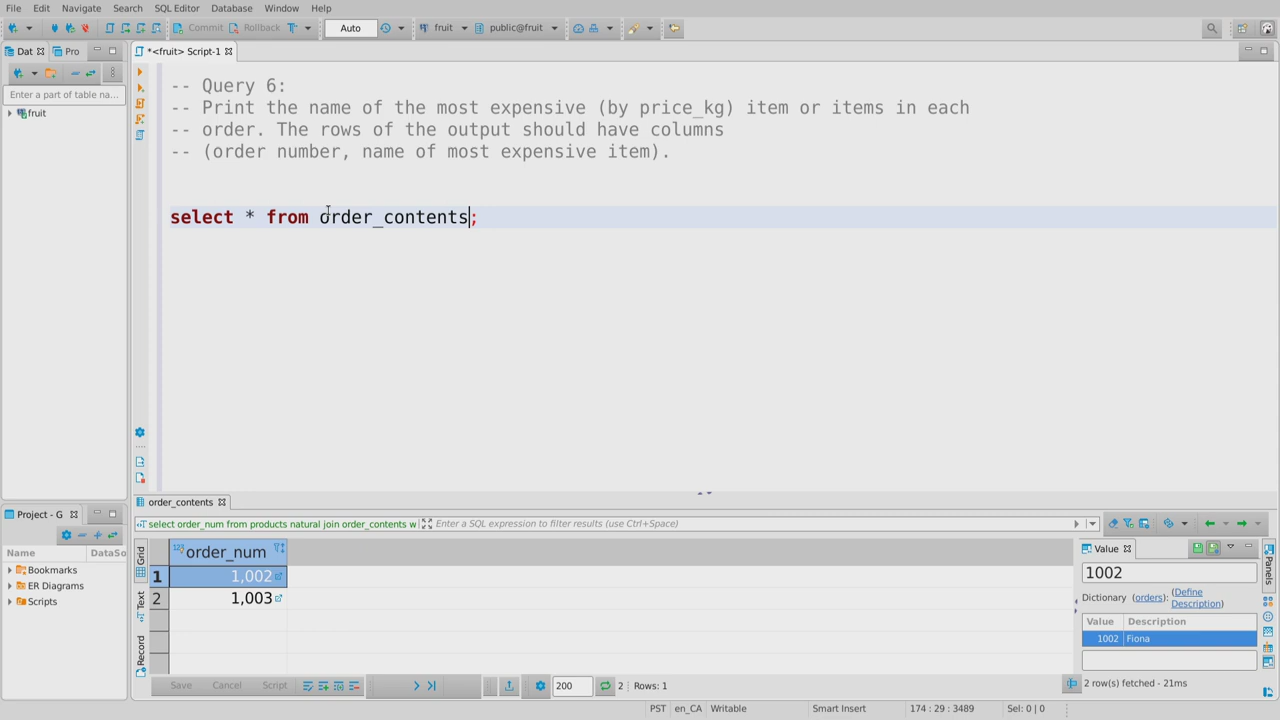 File Edit Navigate Search SQL Editor Database Window Help
Commit Rollback Auto fruit public@fruit
Dat Pro *<fruit> Script-1
Enter a part of table na...
fruit
-- Query 6:
-- Print the name of the most expensive (by price_kg) item or items in each
-- order. The rows of the output should have columns
-- (order number, name of most expensive item).
select * from order_contents;
Project - G
Name DataSo
Bookmarks
ER Diagrams
Scripts
order_contents
select order_num from products natural join order_contents w Enter a SQL expression to filter results (use Ctrl+Space)
Grid
Text
Record
123 order_num
1 1,002
2 1,003
Value
Panels
1002
Dictionary (orders): (Define
Description)
Value Description
1002 Fiona
Save Cancel Script 200 2 Rows: 1
2 row(s) fetched - 21ms
PST en_CA Writable Smart Insert 174 : 29 : 3489 Sel: 0 | 0